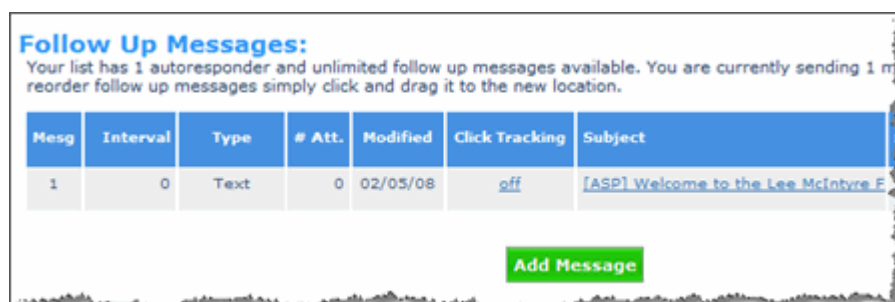 Follow Up Messages:
Your list has 1 autoresponder and unlimited follow up messages available. You are currently sending 1
reorder follow up messages simply click and drag it to the new location.
Mesg Interval Type # Att. Modified Click Tracking Subject
1 0 Text 0 02/05/08 off [ASP] Welcome to the Lee McIntyre F
Add Message